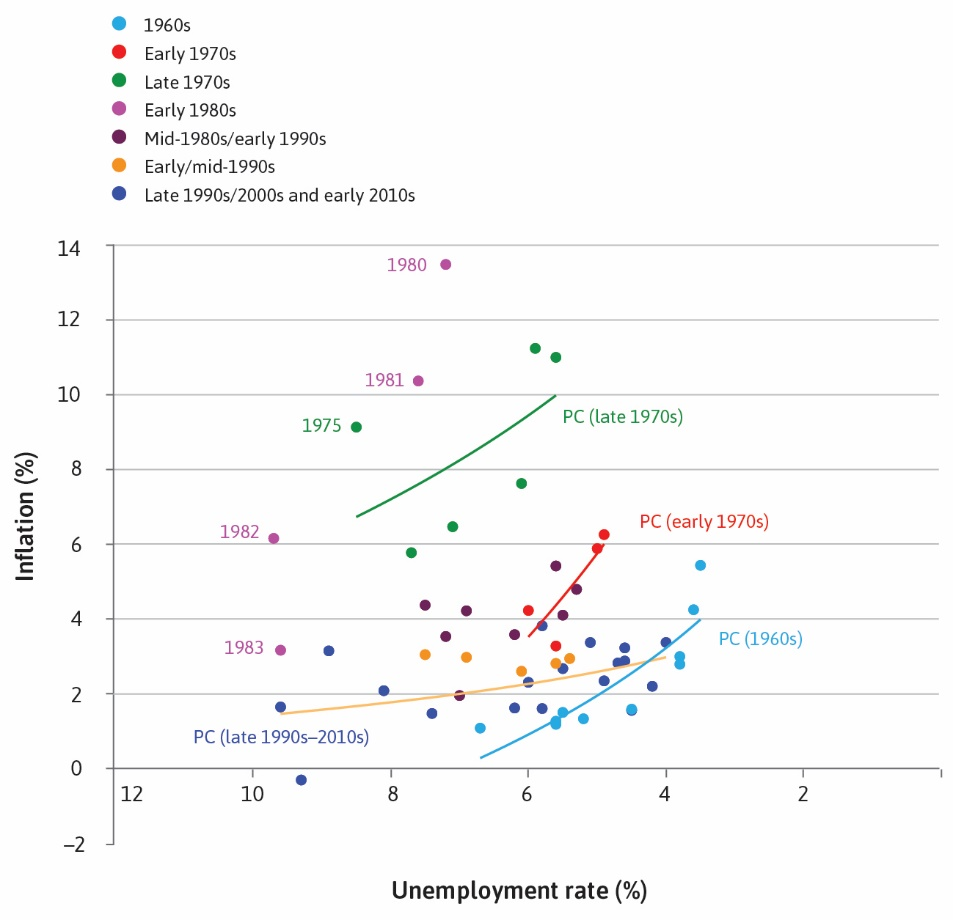 1960s
Early 1970s
Late 1970s
Early 1980s
Mid-1980s/early 1990s
Early/mid-1990s
Late 1990s/2000s and early 2010s
14
1980
12
1981
10
1975
PC (late 1970s)
8
1982
PC (early 1970s)
6
4
1983
PC (1960s)
2
PC (late 1990s–2010s)
0
12
10
8
6
4
2
–2
Inflation (%)
Unemployment rate (%)